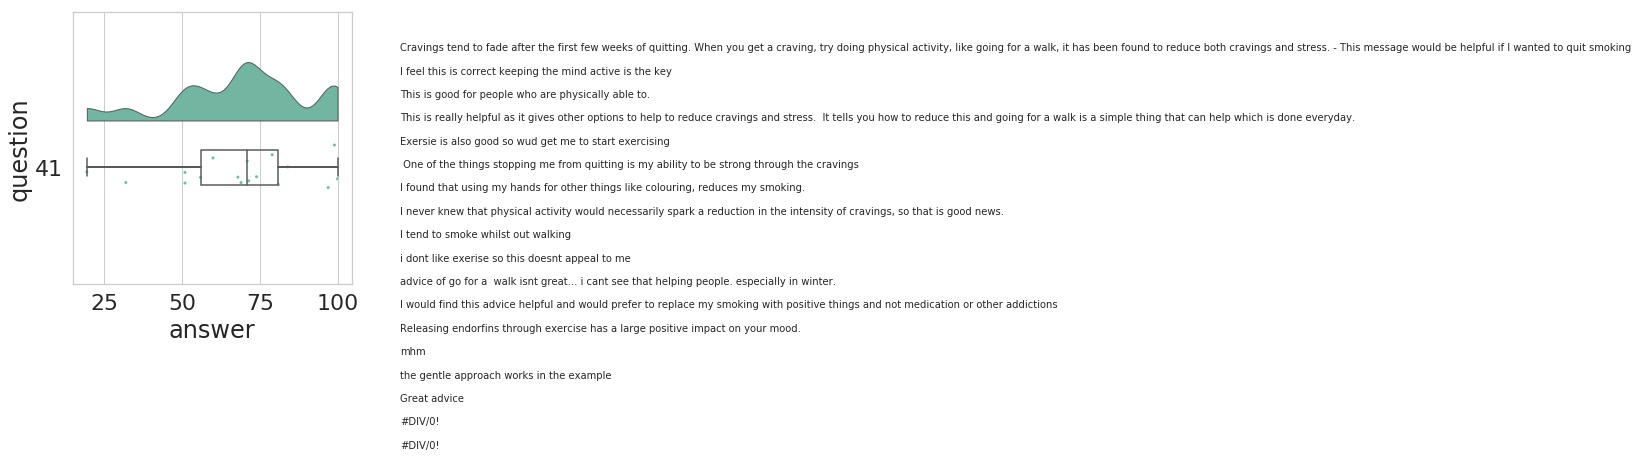 Cravings tend to fade after the first few weeks of quitting. When you get a craving, try doing physical activity, like going for a walk, it has been found to reduce both cravings and stress. - This message would be helpful if I wanted to quit smoking
I feel this is correct keeping the mind active is the key
This is good for people who are physically able to.
This is really helpful as it gives other options to help to reduce cravings and stress.  It tells you how to reduce this and going for a walk is a simple thing that can help which is done everyday.
Exersie is also good so wud get me to start exercising
One of the things stopping me from quitting is my ability to be strong through the cravings
I found that using my hands for other things like colouring, reduces my smoking.
I never knew that physical activity would necessarily spark a reduction in the intensity of cravings, so that is good news.
I tend to smoke whilst out walking
i dont like exerise so this doesnt appeal to me
advice of go for a  walk isnt great... i cant see that helping people. especially in winter.
I would find this advice helpful and would prefer to replace my smoking with positive things and not medication or other addictions
Releasing endorfins through exercise has a large positive impact on your mood.
mhm
the gentle approach works in the example
Great advice
#DIV/0!
#DIV/0!
question
41
25 50 75 100
answer